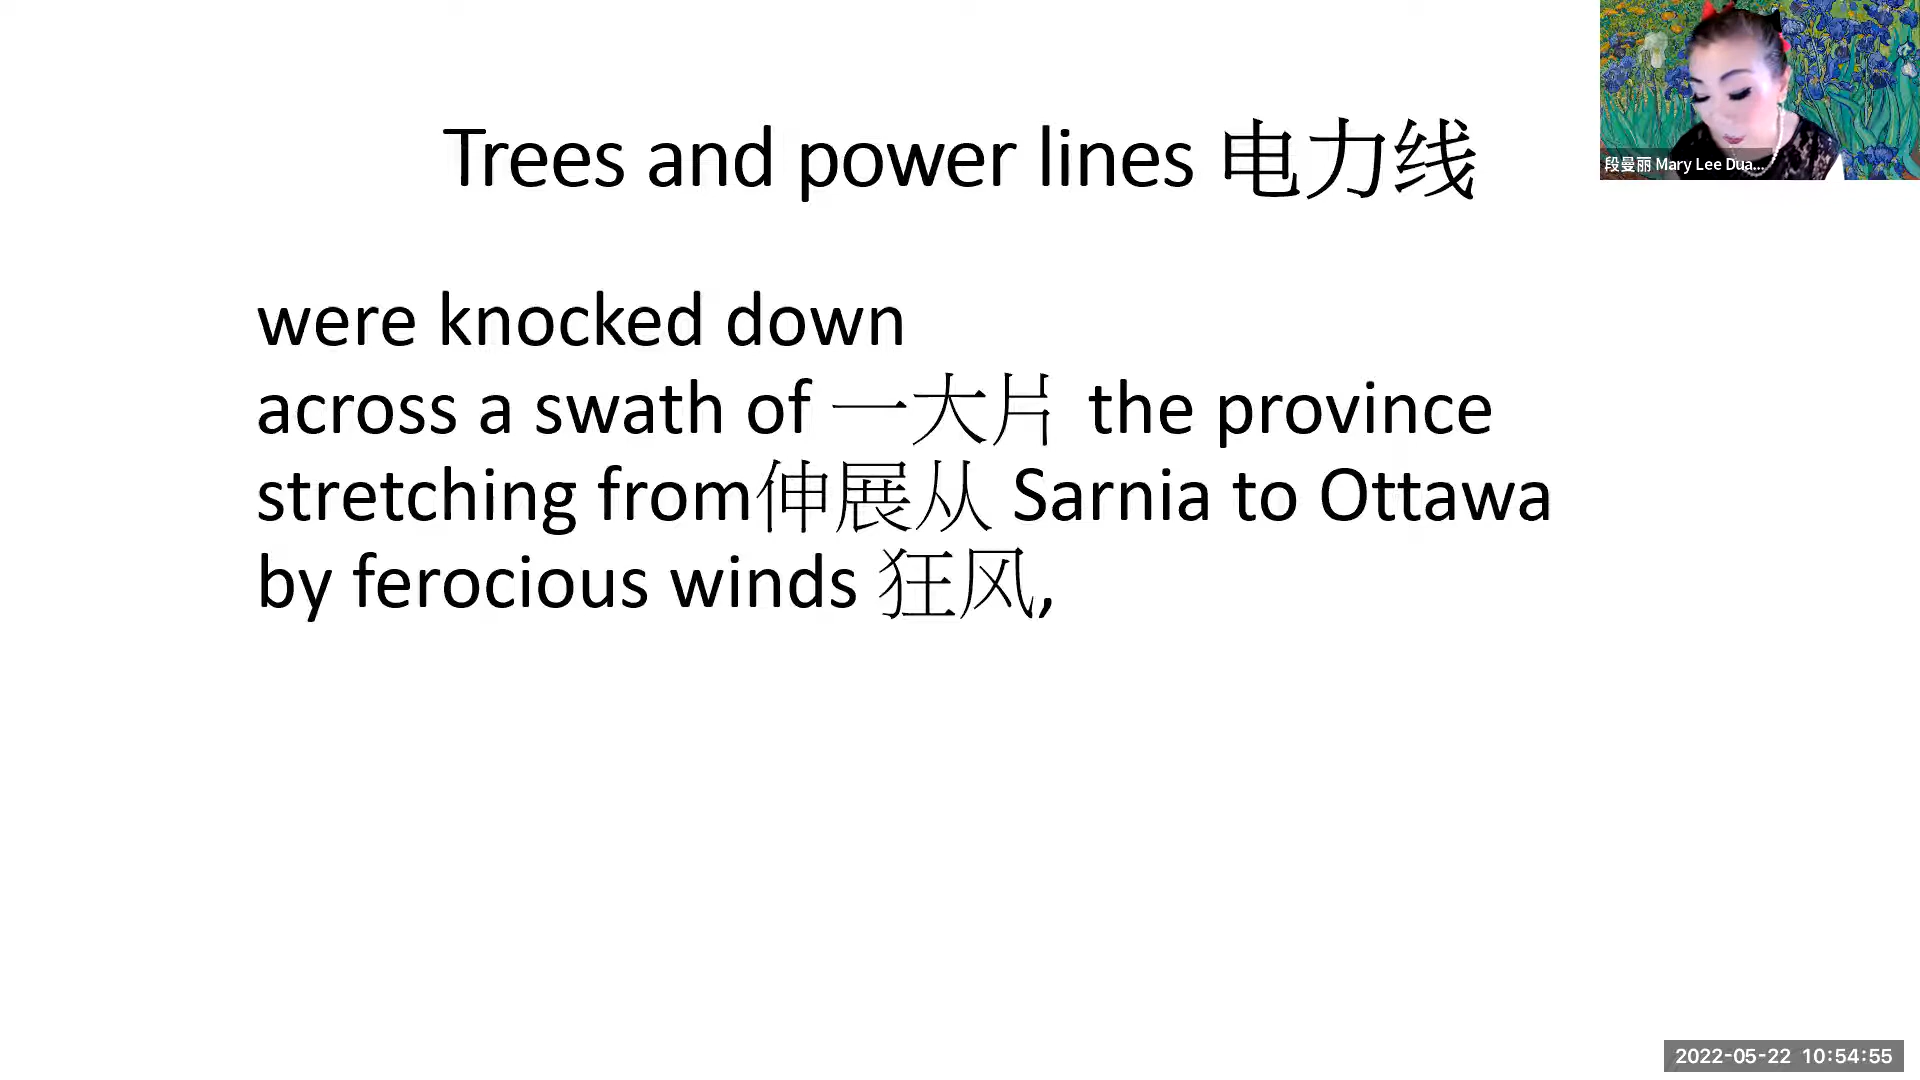 Trees and power lines 电力线
段曼丽 Mary Lee Dua...
were knocked down
across a swath of 一大片 the province
stretching from伸展从 Sarnia to Ottawa
by ferocious winds 狂风,
2022-05-22 10:54:55